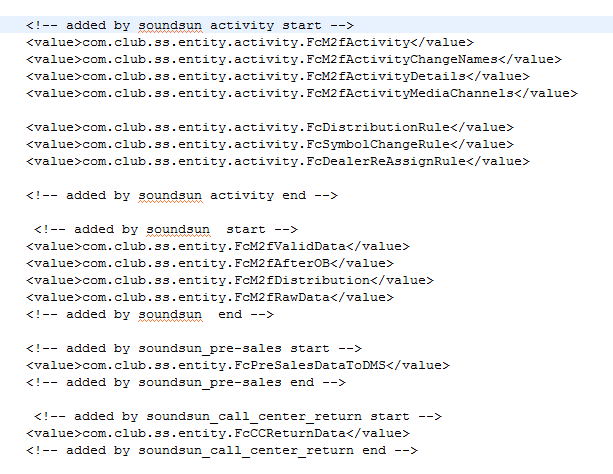 <!-- added by soundsun activity start -->
<value>com.club.ss.entity.activity.FcM2fActivity</value>
<value>com.club.ss.entity.activity.FcM2fActivityChangeNames</value>
<value>com.club.ss.entity.activity.FcM2fActivityDetails</value>
<value>com.club.ss.entity.activity.FcM2fActivityMediaChannels</value>
<value>com.club.ss.entity.activity.FcDistributionRule</value>
<value>com.club.ss.entity.activity.FcSymbolChangeRule</value>
<value>com.club.ss.entity.activity.FcDealerReAssignRule</value>
<!-- added by soundsun activity end -->
<!-- added by soundsun  start -->
<value>com.club.ss.entity.FcM2fValidData</value>
<value>com.club.ss.entity.FcM2fAfterOB</value>
<value>com.club.ss.entity.FcM2fDistribution</value>
<value>com.club.ss.entity.FcM2fRawData</value>
<!-- added by soundsun  end -->
<!-- added by soundsun_pre-sales start -->
<value>com.club.ss.entity.FcPreSalesDataToDMS</value>
<!-- added by soundsun_pre-sales end -->
<!-- added by soundsun_call_center_return start -->
<value>com.club.ss.entity.FcCCReturnData</value>
<!-- added by soundsun_call_center_return end -->